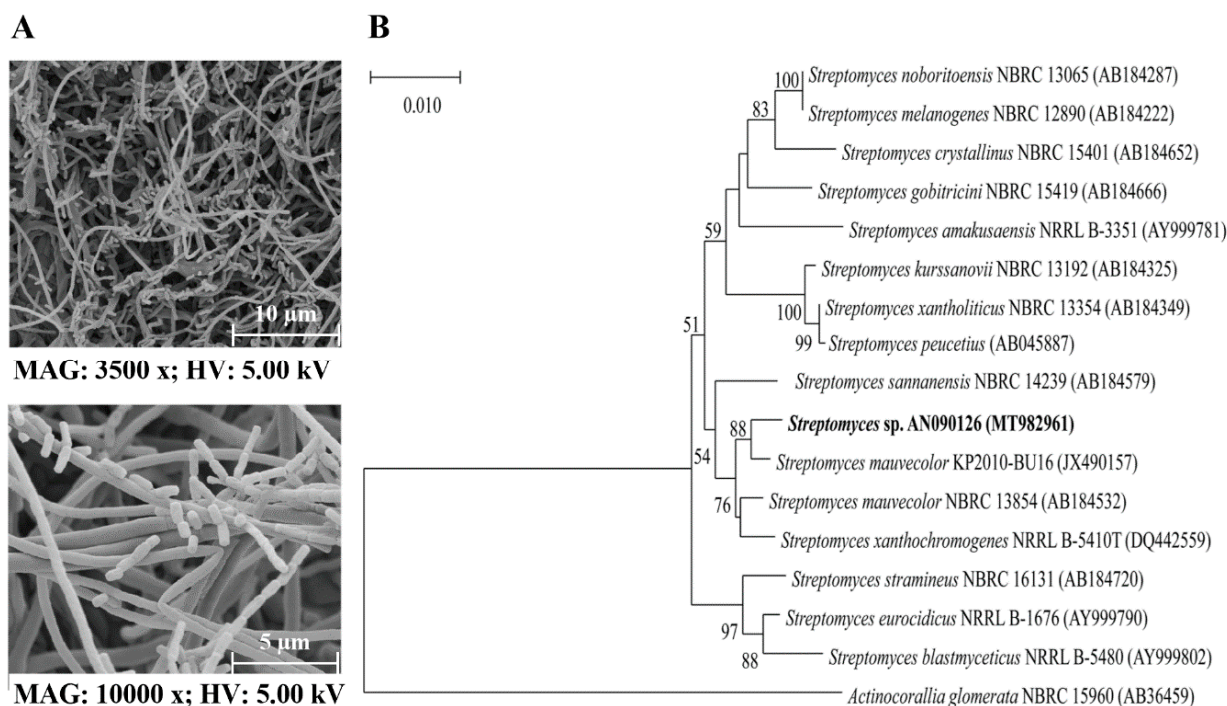 A
B
10 µm
MAG: 3500 x; HV: 5.00 kV
5 µm
MAG: 10000 x; HV: 5.00 kV
0.010
100
Streptomyces noboritoensis NBRC 13065 (AB184287)
Streptomyces melanogenes NBRC 12890 (AB184222)
83
Streptomyces crystallinus NBRC 15401 (AB184652)
Streptomyces gobitricini NBRC 15419 (AB184666)
Streptomyces amakusaensis NRRL B-3351 (AY999781)
59
Streptomyces kurssanovii NBRC 13192 (AB184325)
100
Streptomyces xantholiticus NBRC 13354 (AB184349)
99
Streptomyces peucetius (AB045887)
51
Streptomyces sannanensis NBRC 14239 (AB184579)
Streptomyces sp. AN090126 (MT982961)
88
54
Streptomyces mauvecolor KP2010-BU16 (JX490157)
76
Streptomyces mauvecolor NBRC 13854 (AB184532)
Streptomyces xanthochromogenes NRRL B-5410T (DQ442559)
Streptomyces stramineus NBRC 16131 (AB184720)
97
Streptomyces eurocidicus NRRL B-1676 (AY999790)
88
Streptomyces blastmyceticus NRRL B-5480 (AY999802)
Actinocorallia glomerata NBRC 15960 (AB36459)